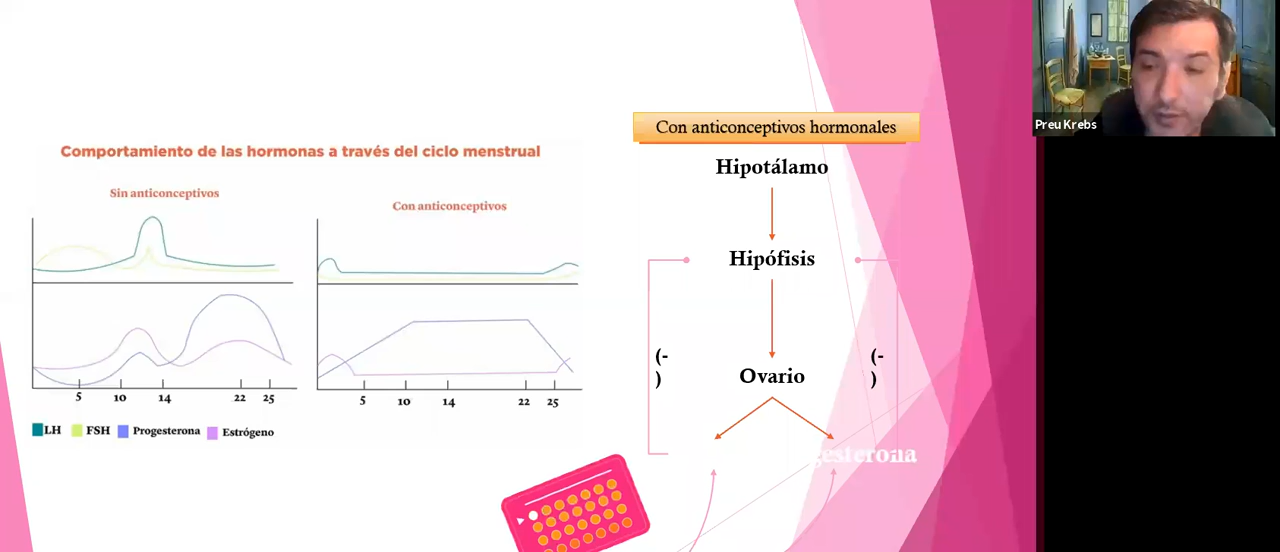 Preu Krebs
Con anticonceptivos hormonales
Comportamiento de las hormonas a través del ciclo menstrual
Sin anticonceptivos
Con anticonceptivos
5 10 14 22 25
5 10 14 22 25
LH FSH Progesterona Estrógeno
Hipotálamo
Hipófisis
(-
)
(-
)
Ovario
gesterona